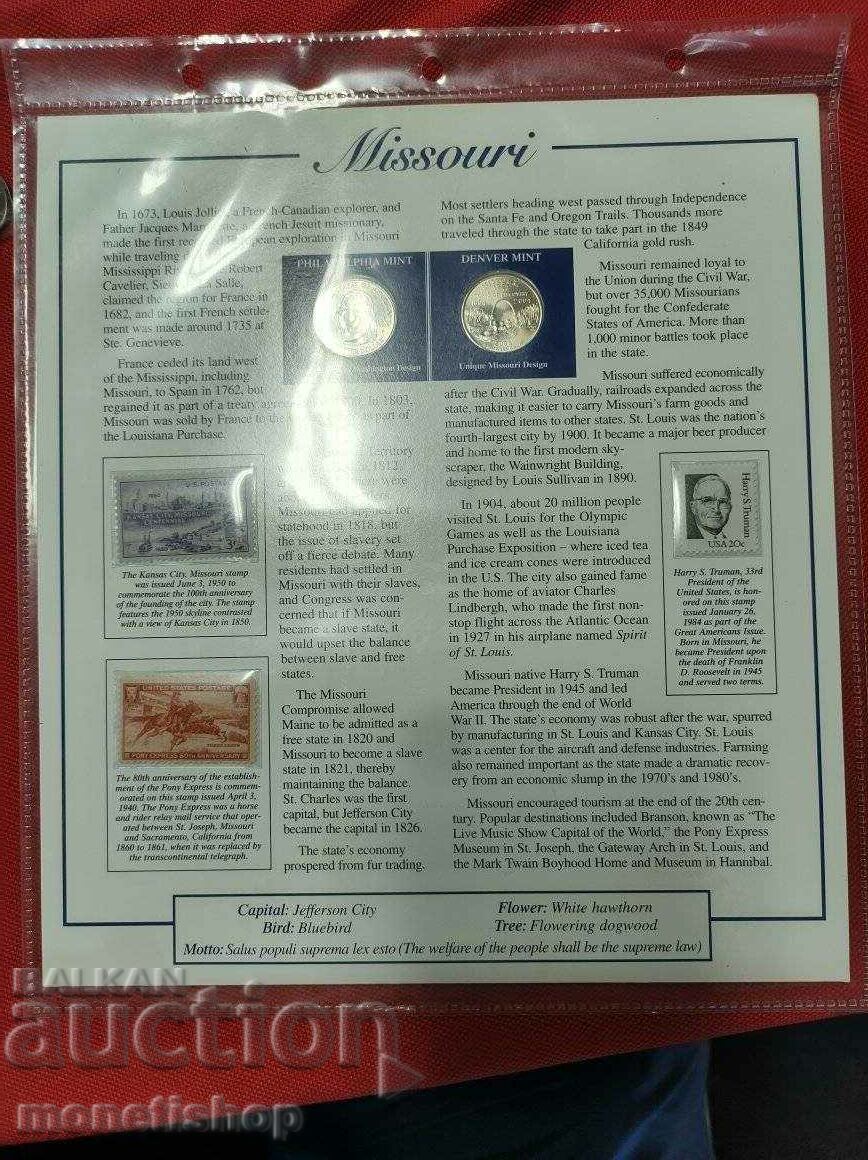 Missouri
In 1673, Louis Jolliet, a French-Canadian explorer, and
Father Jacques Marquette, a French Jesuit missionary,
made the first recorded European exploration in Missouri
while traveling
Mississippi Robert
Cavelier, Sieur La Salle,
claimed the region for France in
1682, and the first French settle-
ment was made around 1735 at
Ste. Genevieve.
France ceded its land west
of the Mississippi, including
Missouri, to Spain in 1762, but
regained it as part of a treaty to 1803,
Missouri was sold by France to the part of
the Louisiana Purchase.
PHILADELPHIA MINT
Washington Design
DENVER MINT
Unique Missouri Design
Territory
1812.
were
Missouri had applied for
statehood in 1818, but
the issue of slavery set
off a fierce debate. Many
residents had settled in
Missouri with their slaves,
and Congress was con-
cerned that if Missouri
became a slave state, it
would upset the balance
between slave and free
states.
The Missouri
Compromise allowed
Maine to be admitted as a
free state in 1820 and
Missouri to become a slave
state in 1821, thereby
maintaining the balance.
St. Charles was the first
capital, but Jefferson City
became the capital in 1826.
The state's economy
prospered from fur trading.
U.S. POSTAGE
1950
3¢
The Kansas City, Missouri stamp
was issued June 3, 1950 to
commemorate the 100th anniversary
of the founding of the city. The stamp
features the 1950 skyline contrasted
with a view of Kansas City in 1850.
UNITED STATES POSTAGE
PONY EXPRESS 80th ANNIVERSARY
The 80th anniversary of the establish-
ment of the Pony Express is commem-
orated on this stamp issued April 3,
1940. The Pony Express was a horse
and rider relay mail service that oper-
ated between St. Joseph, Missouri
and Sacramento, California from
1860 to 1861, when it was replaced by
the transcontinental telegraph.
Most settlers heading west passed through Independence
on the Santa Fe and Oregon Trails. Thousands more
traveled through the state to take part in the 1849
California gold rush.
Missouri remained loyal to
the Union during the Civil War,
but over 35,000 Missourians
fought for the Confederate
States of America. More than
1,000 minor battles took place
in the state.
Missouri suffered economically
after the Civil War. Gradually, railroads expanded across the
state, making it easier to carry Missouri's farm goods and
manufactured items to other states. St. Louis was the nation's
fourth-largest city by 1900. It became a major beer producer
and home to the first modern sky-
scraper, the Wainwright Building,
designed by Louis Sullivan in 1890.
In 1904, about 20 million people
visited St. Louis for the Olympic
Games as well as the Louisiana
Purchase Exposition – where iced tea
and ice cream cones were introduced
in the U.S. The city also gained fame
as the home of aviator Charles
Lindbergh, who made the first non-
stop flight across the Atlantic Ocean
in 1927 in his airplane named Spirit
of St. Louis.
Missouri native Harry S. Truman
became President in 1945 and led
America through the end of World
War II. The state's economy was robust after the war, spurred
by manufacturing in St. Louis and Kansas City. St. Louis
was a center for the aircraft and defense industries. Farming
also remained important as the state made a dramatic recov-
ery from an economic slump in the 1970's and 1980's.
Missouri encouraged tourism at the end of the 20th cen-
tury. Popular destinations included Branson, known as "The
Live Music Show Capital of the World," the Pony Express
Museum in St. Joseph, the Gateway Arch in St. Louis, and
the Mark Twain Boyhood Home and Museum in Hannibal.
Harry S Truman
USA 20c
Harry S. Truman, 33rd
President of the
United States, is hon-
ored on this stamp
issued January 26,
1984 as part of the
Great Americans Issue.
Born in Missouri, he
became President upon
the death of Franklin
D. Roosevelt in 1945
and served two terms.
Capital: Jefferson City
Bird: Bluebird
Flower: White hawthorn
Tree: Flowering dogwood
Motto: Salus populi suprema lex esto (The welfare of the people shall be the supreme law)
BALKAN
auction
monefishop